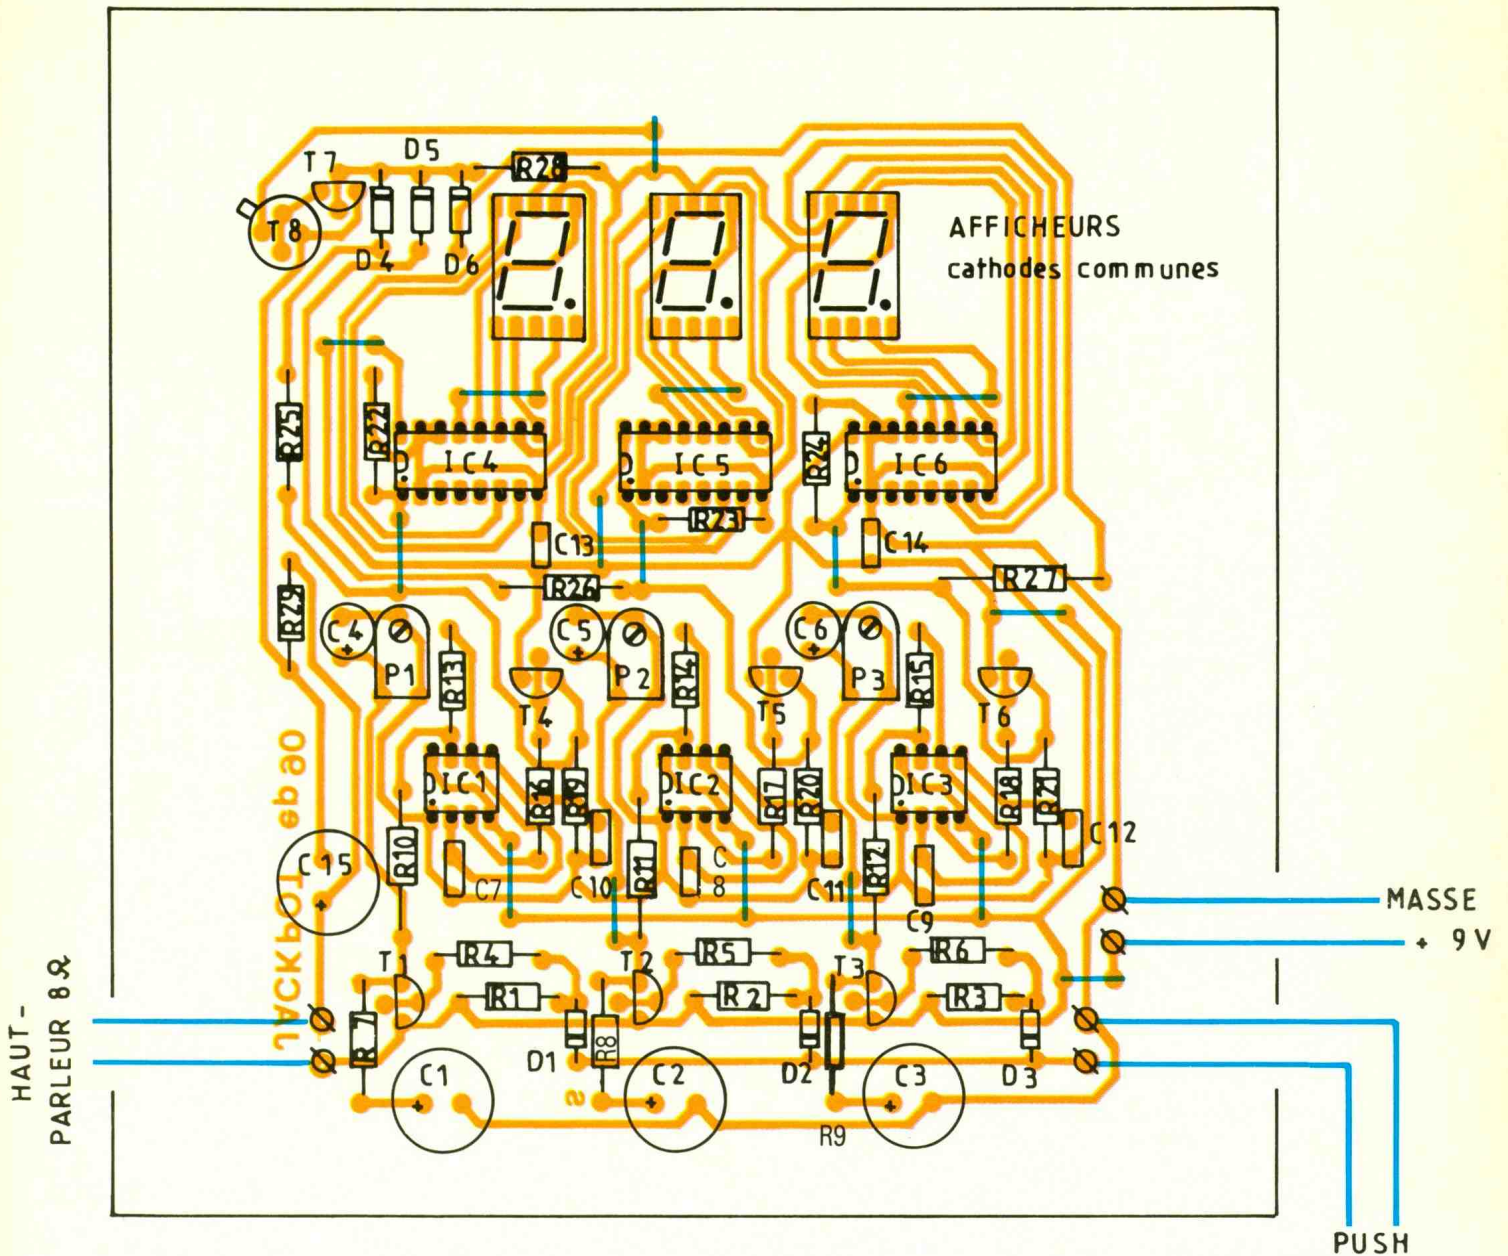 D5
T7
R28
T8
D4
D6
AFFICHEURS
cathodes communes
R25
R22
IC4
IC5
R24
IC6
R23
C13
C14
R26
R27
R29
C4
+
P1
C5
+
P2
C6
+
P3
R13
R14
R15
T4
T5
T6
IC1
R16
R19
IC2
R17
R20
IC3
R18
R21
JACKPOT
C15
+
R10
C7
C10
R11
C
8
C11
R12
C9
C12
MASSE
+ 9V
T1
R4
T2
R5
T3
R6
R1
R2
R3
HAUT-
PARLEUR 8Ω
R7
R8
D1
D2
D3
C1
+
C2
+
C3
+
s
R9
PUSH